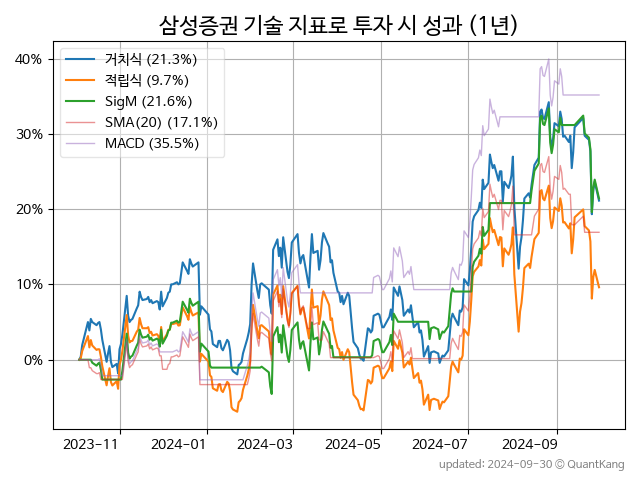 삼성증권 기술 지표로 투자 시 성과 (1년)
40%
30%
20%
10%
0%
거치식 (21.3%)
적립식 (9.7%)
SigM (21.6%)
SMA(20) (17.1%)
MACD (35.5%)
2023-11 2024-01 2024-03 2024-05 2024-07 2024-09
updated: 2024-09-30 © QuantKang